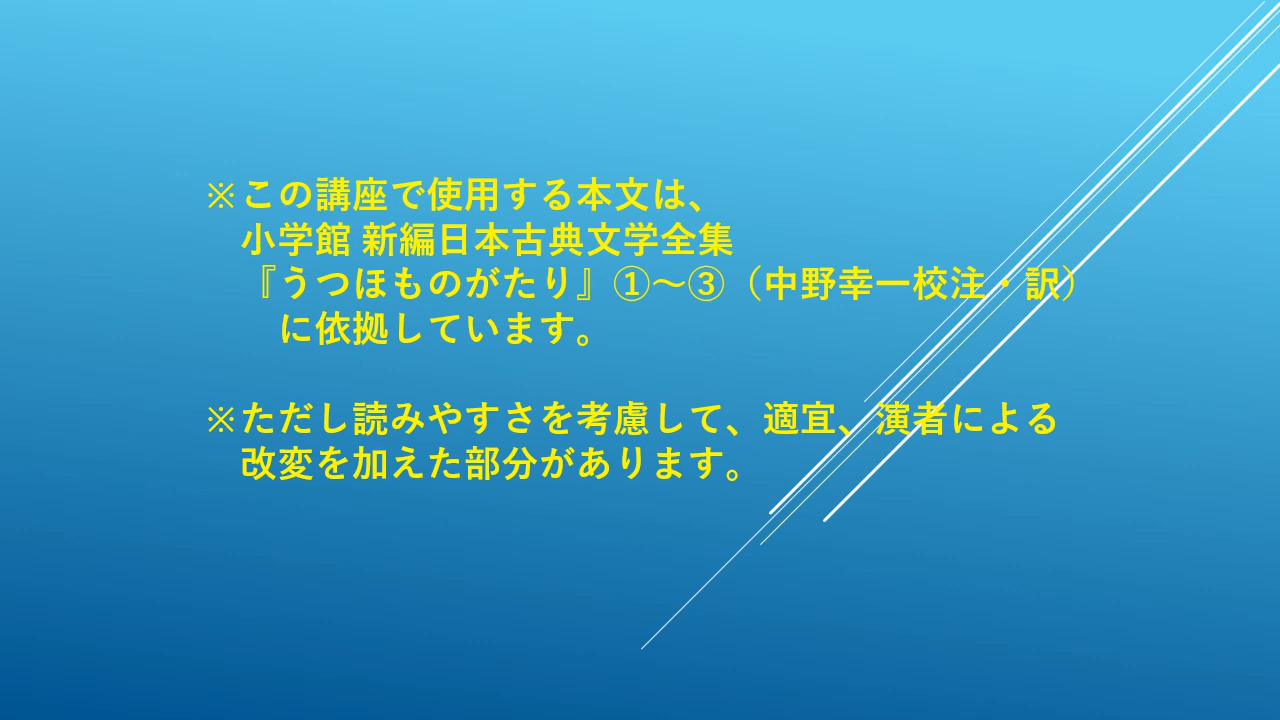 ※この講座で使用する本文は、
小学館 新編日本古典文学全集
『うつほものがたり』①～③（中野幸一校注・訳）
に依拠しています。
※ただし読みやすさを考慮して、適宜、演者による
改変を加えた部分があります。